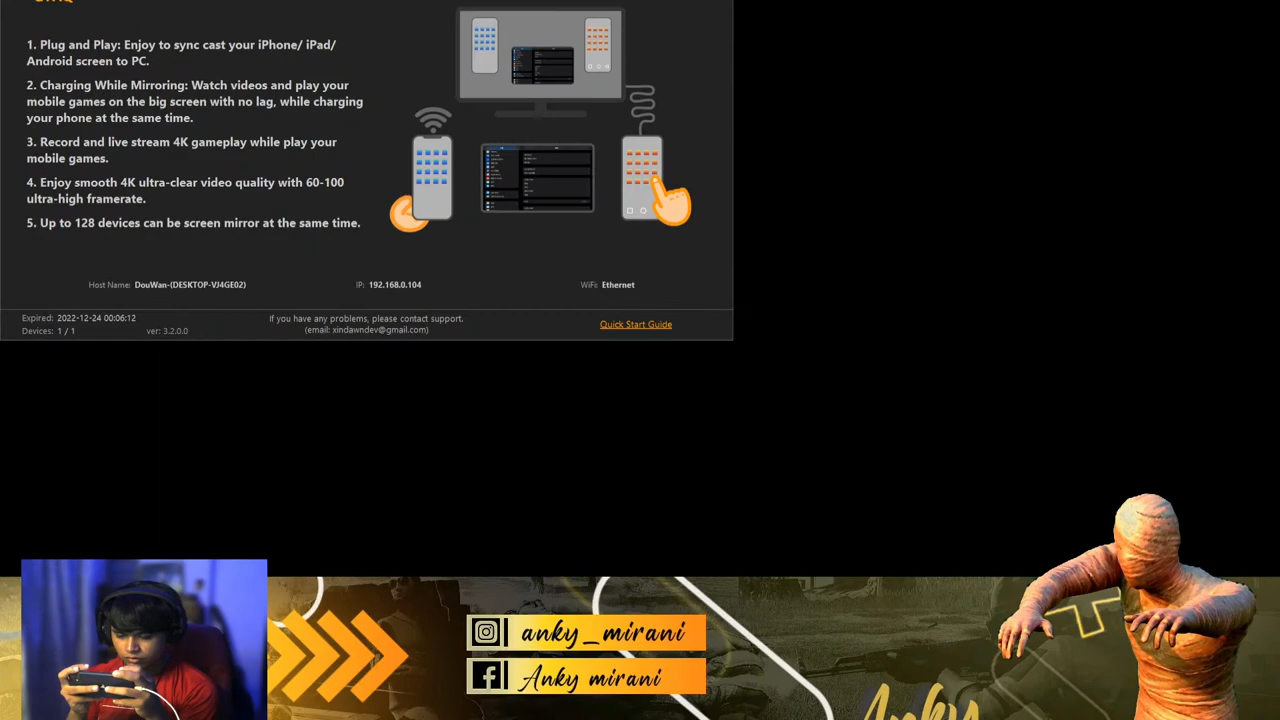 1. Plug and Play: Enjoy to sync cast your iPhone/ iPad/
Android screen to PC.
2. Charging While Mirroring: Watch videos and play your
mobile games on the big screen with no lag, while charging
your phone at the same time.
3. Record and live stream 4K gameplay while play your
mobile games.
4. Enjoy smooth 4K ultra-clear video quality with 60-100
ultra-high framerate.
5. Up to 128 devices can be screen mirror at the same time.
Host Name: DouWan-(DESKTOP-VJ4GE02)
IP: 192.168.0.104
WiFi: Ethernet
Expired: 2022-12-24 00:06:12
Devices: 1 / 1
ver: 3.2.0.0
If you have any problems, please contact support.
(email: xindawndev@gmail.com)
Quick Start Guide
anky_mirani
Anky mirani
Anky